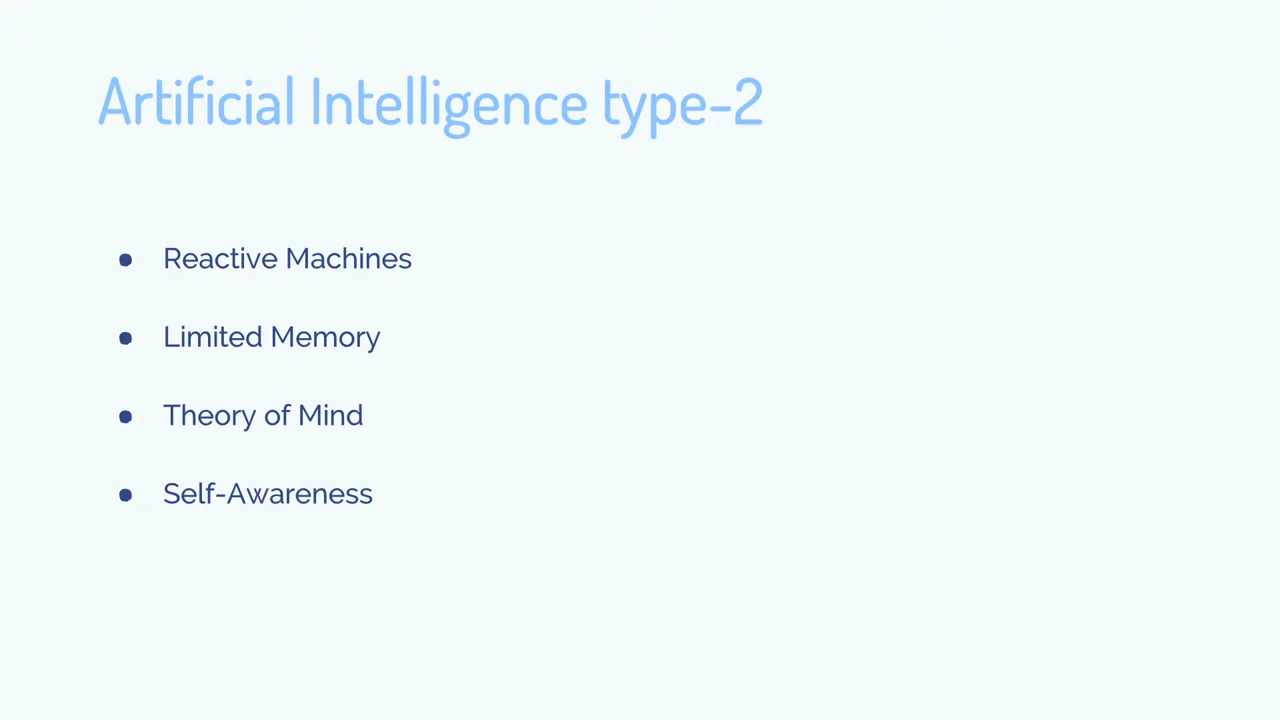 Artificial Intelligence type-2
● Reactive Machines
● Limited Memory
● Theory of Mind
● Self-Awareness